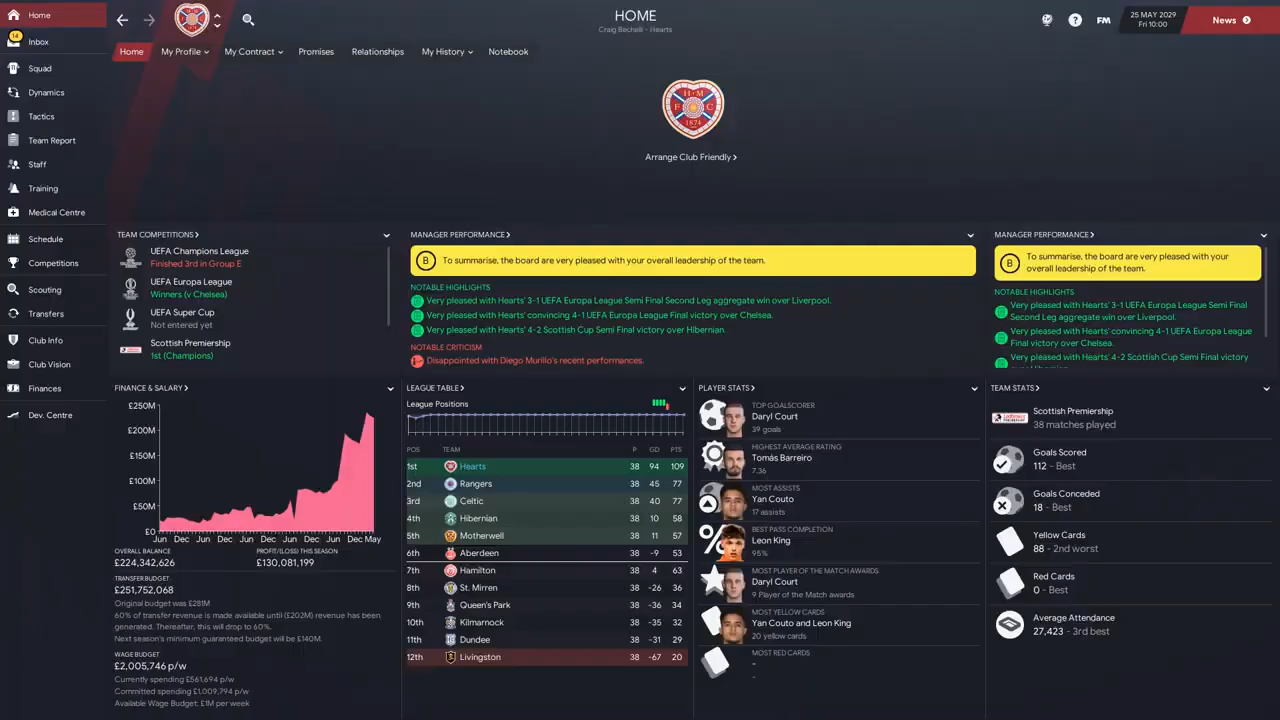 Home
14
Inbox
Squad
Dynamics
Tactics
Team Report
Staff
Training
Medical Centre
Schedule
Competitions
Scouting
Transfers
Club Info
Club Vision
Finances
Dev. Centre
HOME
Craig Bechelli - Hearts
?
FM
25 MAY 2029
Fri 10:00
News
Home
My Profile
My Contract
Promises
Relationships
My History
Notebook
H M
F C
1874
Arrange Club Friendly >
TEAM COMPETITIONS >
UEFA Champions League
Finished 3rd in Group E
UEFA Europa League
Winners (v Chelsea)
UEFA Super Cup
Not entered yet
Scottish Premiership
1st (Champions)
MANAGER PERFORMANCE >
B
To summarise, the board are very pleased with your overall leadership of the team.
NOTABLE HIGHLIGHTS
Very pleased with Hearts' 3-1 UEFA Europa League Semi Final Second Leg aggregate win over Liverpool.
Very pleased with Hearts' convincing 4-1 UEFA Europa League Final victory over Chelsea.
Very pleased with Hearts' 4-2 Scottish Cup Semi Final victory over Hibernian.
NOTABLE CRITICISM
Disappointed with Diego Murillo's recent performances.
MANAGER PERFORMANCE >
B
To summarise, the board are very pleased with your
overall leadership of the team.
NOTABLE HIGHLIGHTS
Very pleased with Hearts' 3-1 UEFA Europa League Semi Final
Second Leg aggregate win over Liverpool.
Very pleased with Hearts' convincing 4-1 UEFA Europa League
Final victory over Chelsea.
Very pleased with Hearts' 4-2 Scottish Cup Semi Final victory
over Hibernian.
FINANCE & SALARY >
£250M
£200M
£150M
£100M
£50M
£0
Jun Dec Jun Dec Jun Dec Jun Dec Jun Dec May
OVERALL BALANCE
£224,342,626
PROFIT/(LOSS) THIS SEASON
£130,081,199
TRANSFER BUDGET
£251,752,068
Original budget was £281M
60% of transfer revenue is made available until (£202M) revenue has been
generated. Thereafter, this will drop to 60%.
Next season's minimum guaranteed budget will be £140M.
WAGE BUDGET
£2,005,746 p/w
Currently spending £561,694 p/w
Committed spending £1,009,794 p/w
Available Wage Budget: £1M per week
LEAGUE TABLE >
League Positions
POS TEAM P GD PTS
1st Hearts 38 94 109
2nd Rangers 38 45 77
3rd Celtic 38 40 77
4th Hibernian 38 10 58
5th Motherwell 38 11 57
6th Aberdeen 38 -9 53
7th Hamilton 38 4 63
8th St. Mirren 38 -26 36
9th Queen's Park 38 -36 34
10th Kilmarnock 38 -35 32
11th Dundee 38 -31 29
12th Livingston 38 -67 20
PLAYER STATS >
TOP GOALSCORER
Daryl Court
39 goals
HIGHEST AVERAGE RATING
Tomás Barreiro
7.36
MOST ASSISTS
Yan Couto
17 assists
BEST PASS COMPLETION
Leon King
95%
MOST PLAYER OF THE MATCH AWARDS
Daryl Court
9 Player of the Match awards
MOST YELLOW CARDS
Yan Couto and Leon King
20 yellow cards
MOST RED CARDS
-
-
TEAM STATS >
Scottish Premiership
38 matches played
Goals Scored
112 - Best
Goals Conceded
18 - Best
Yellow Cards
88 - 2nd worst
Red Cards
0 - Best
Average Attendance
27,423 - 3rd best